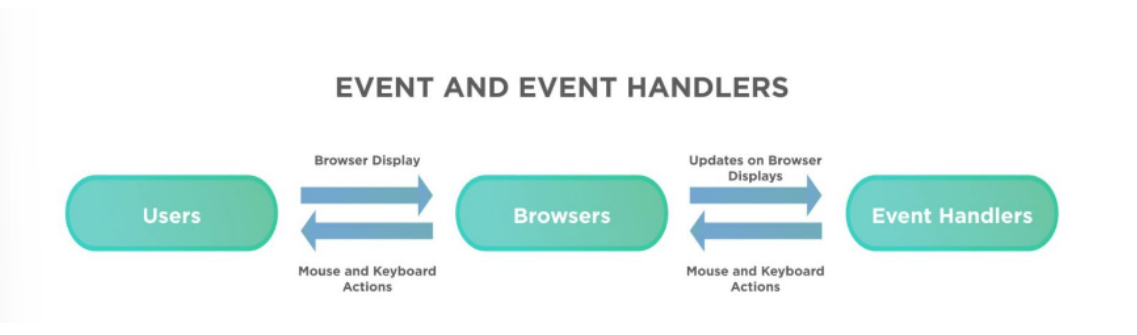 EVENT AND EVENT HANDLERS
Browser Display
Updates on Browser
Displays
Users
Browsers
Event Handlers
Mouse and Keyboard
Actions
Mouse and Keyboard
Actions